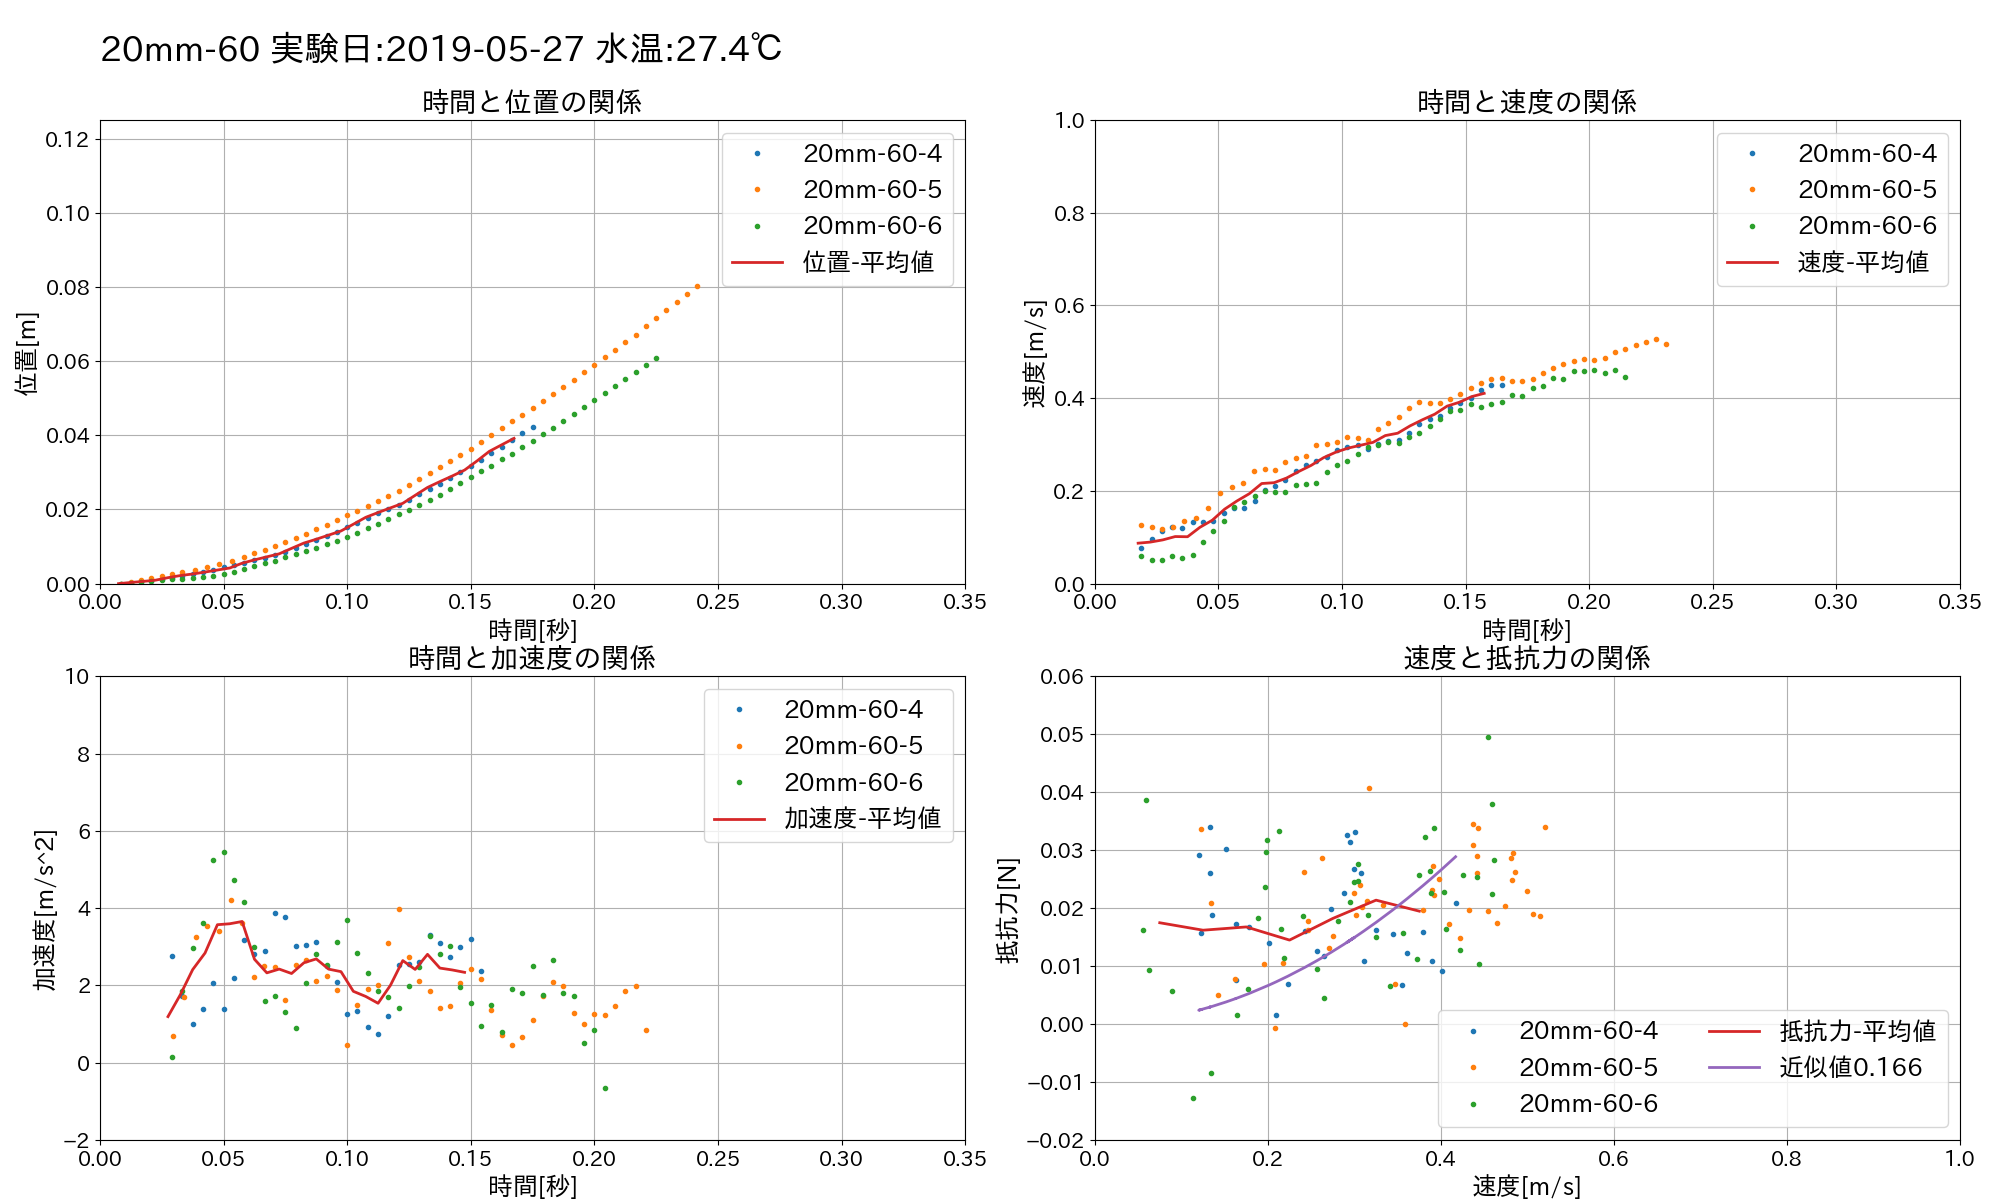 20mm-60 実験日:2019-05-27 水温:27.4℃
時間と位置の関係
0.12
0.10
0.08
0.06
0.04
0.02
0.00
位置[m]
0.00 0.05 0.10 0.15 0.20 0.25 0.30 0.35
時間[秒]
20mm-60-4
20mm-60-5
20mm-60-6
位置-平均値
時間と速度の関係
1.0
0.8
0.6
0.4
0.2
0.0
速度[m/s]
0.00 0.05 0.10 0.15 0.20 0.25 0.30 0.35
時間[秒]
20mm-60-4
20mm-60-5
20mm-60-6
速度-平均値
時間と加速度の関係
10
8
6
4
2
0
−2
加速度[m/s^2]
0.00 0.05 0.10 0.15 0.20 0.25 0.30 0.35
時間[秒]
20mm-60-4
20mm-60-5
20mm-60-6
加速度-平均値
速度と抵抗力の関係
0.06
0.05
0.04
0.03
0.02
0.01
0.00
−0.01
−0.02
抵抗力[N]
0.0 0.2 0.4 0.6 0.8 1.0
速度[m/s]
20mm-60-4
20mm-60-5
20mm-60-6
抵抗力-平均値
近似値0.166